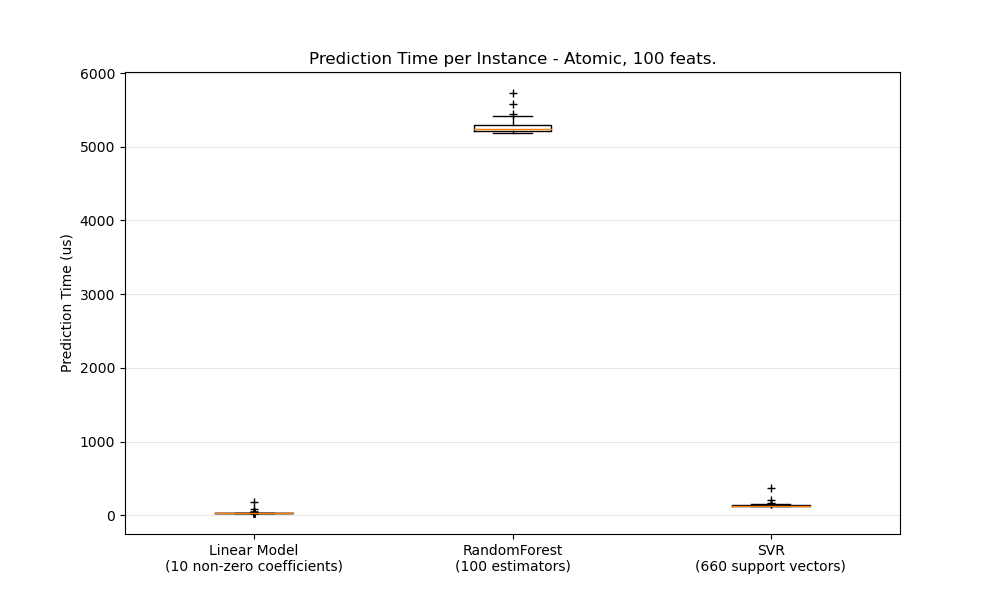 Prediction Time per Instance - Atomic, 100 feats.
6000
5000
4000
3000
2000
1000
0
Prediction Time (us)
Linear Model
(10 non-zero coefficients)
RandomForest
(100 estimators)
SVR
(660 support vectors)